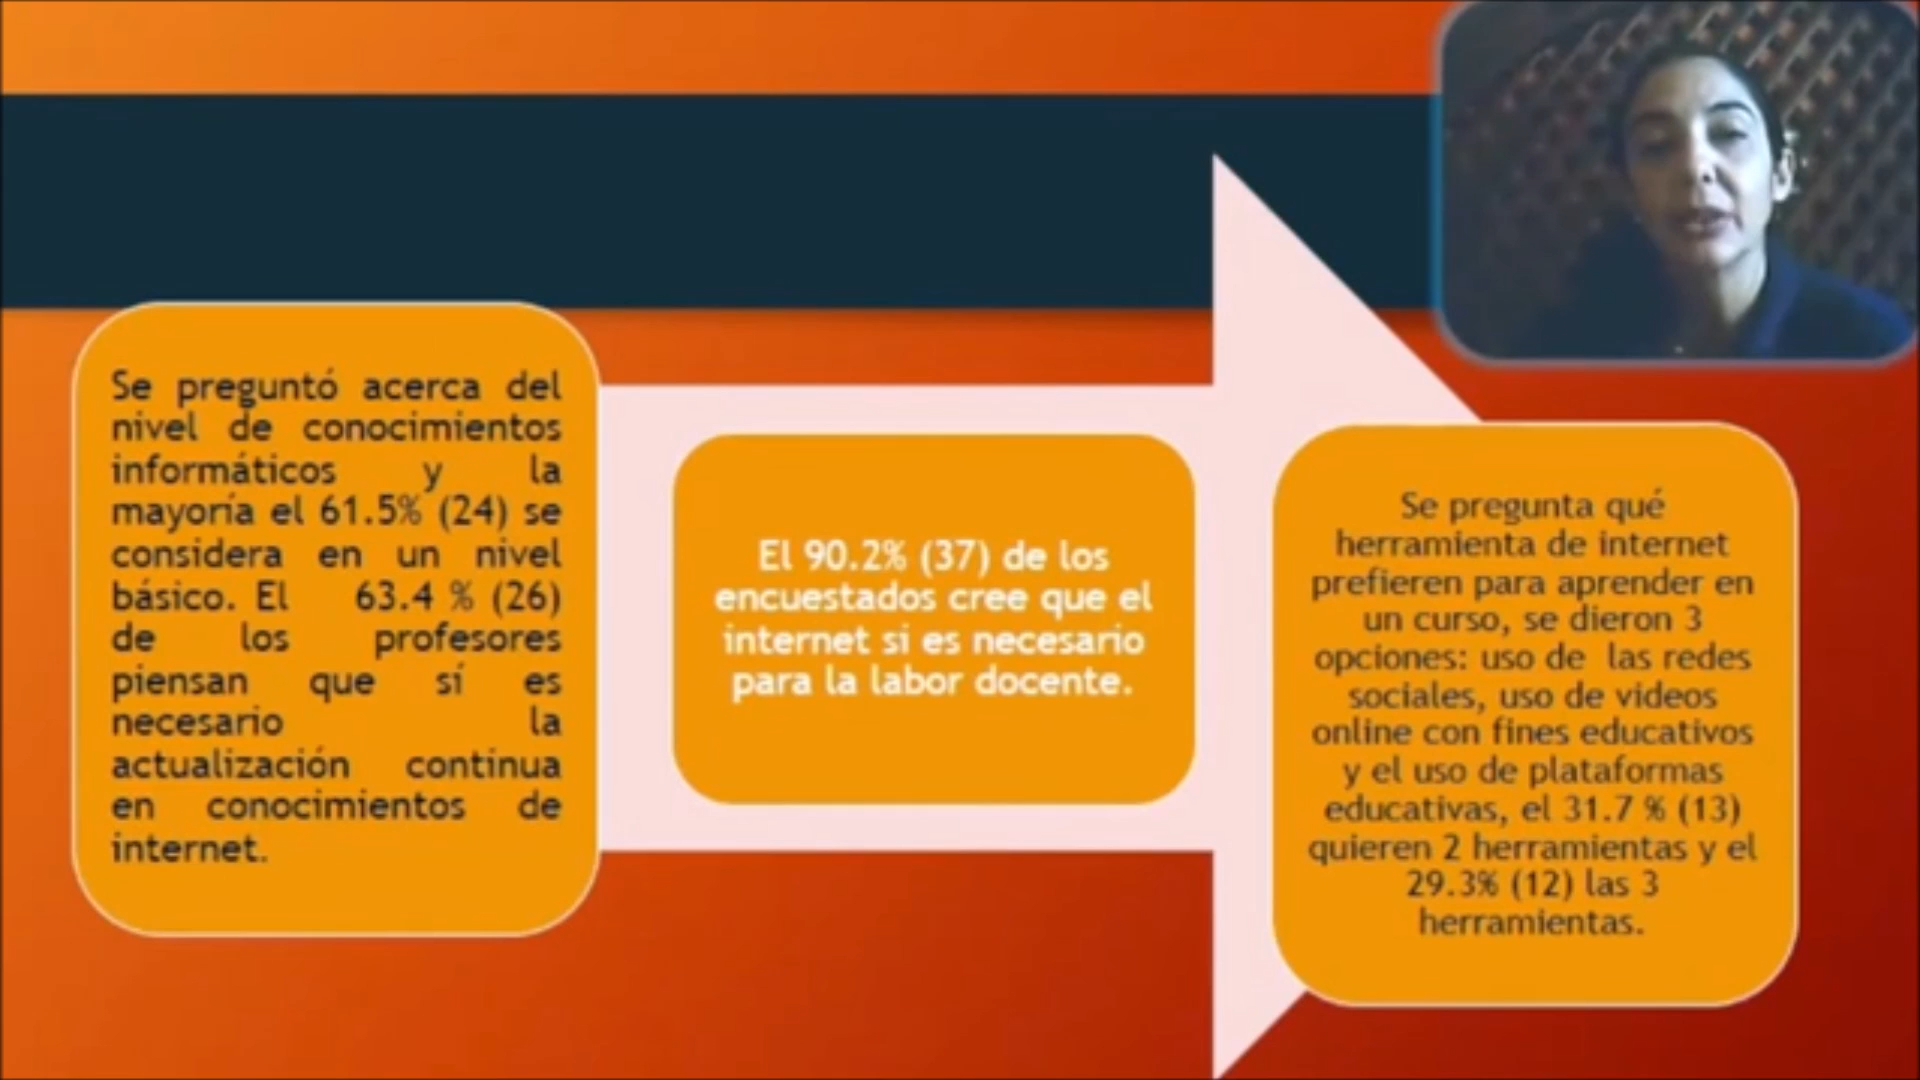 Se preguntó acerca del
nivel de conocimientos
informáticos y la
mayoría el 61.5% (24) se
considera en un nivel
básico. El 63.4 % (26)
de los profesores
piensan que sí es
necesario la
actualización continua
en conocimientos de
internet.
El 90.2% (37) de los
encuestados cree que el
internet si es necesario
para la labor docente.
Se pregunta qué
herramienta de internet
prefieren para aprender en
un curso, se dieron 3
opciones: uso de las redes
sociales, uso de videos
online con fines educativos
y el uso de plataformas
educativas, el 31.7 % (13)
quieren 2 herramientas y el
29.3% (12) las 3
herramientas.